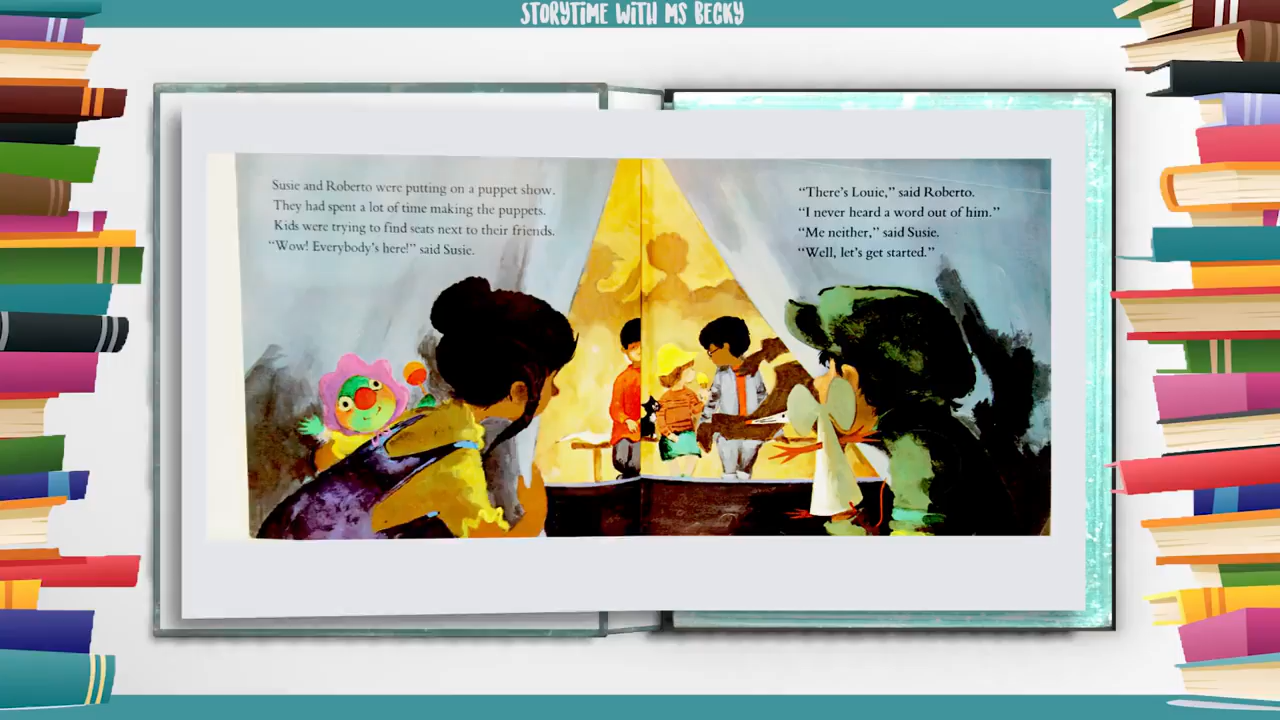 STORYTIME WITH MS BECKY
Susie and Roberto were putting on a puppet show.
They had spent a lot of time making the puppets.
Kids were trying to find seats next to their friends.
“Wow! Everybody’s here!” said Susie.
“There’s Louie,” said Roberto.
“I never heard a word out of him.”
“Me neither,” said Susie.
“Well, let’s get started.”